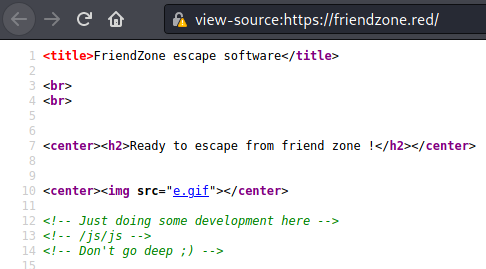 view-source:https://friendzone.red/
1 <title>FriendZone escape software</title>
2
3 <br>
4 <br>
5
6
7 <center><h2>Ready to escape from friend zone !</h2></center>
8
9
10 <center><img src="e.gif"></center>
11
12 <!-- Just doing some development here -->
13 <!-- /js/js -->
14 <!-- Don't go deep ;) -->
15